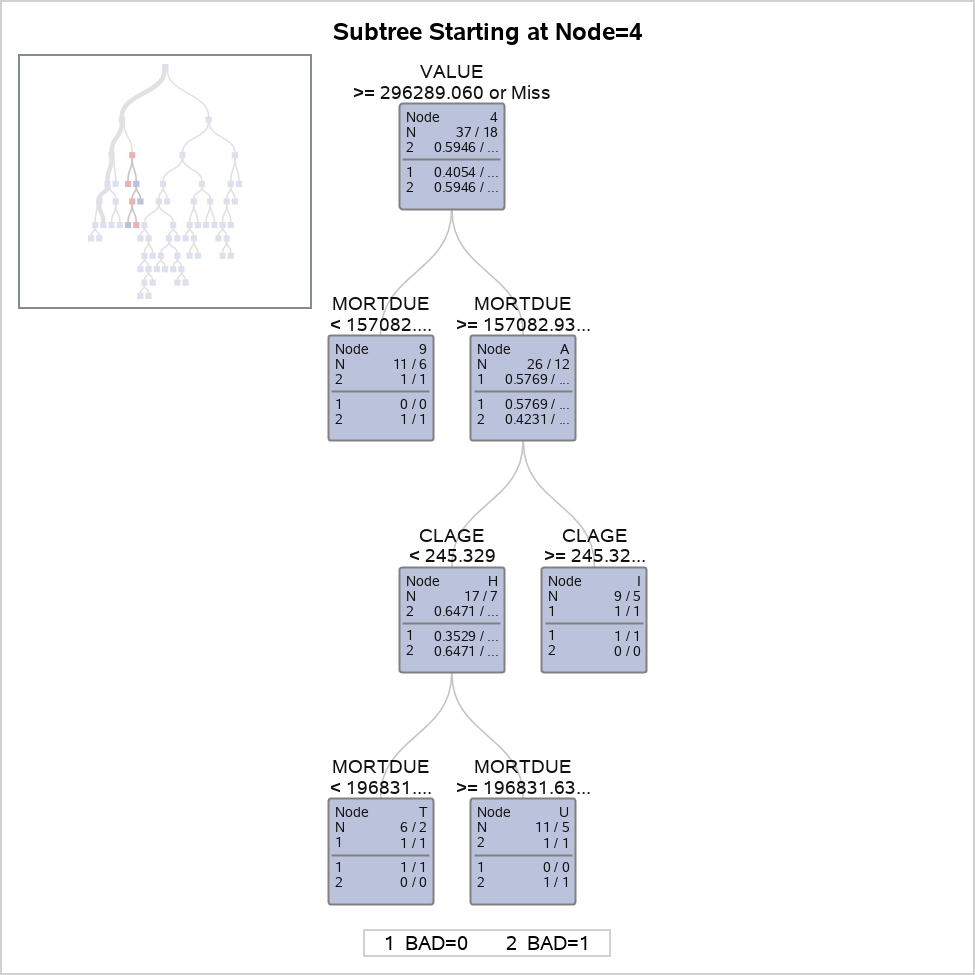 Subtree Starting at Node=4
VALUE
>= 296289.060 or Miss
Node 4
N 37 / 18
2 0.5946 / ...
1 0.4054 / ...
2 0.5946 / ...
MORTDUE
< 157082....
Node 9
N 11 / 6
2 1 / 1
1 0 / 0
2 1 / 1
MORTDUE
>= 157082.93...
Node A
N 26 / 12
1 0.5769 / ...
1 0.5769 / ...
2 0.4231 / ...
CLAGE
< 245.329
Node H
N 17 / 7
2 0.6471 / ...
1 0.3529 / ...
2 0.6471 / ...
CLAGE
>= 245.32...
Node I
N 9 / 5
1 1 / 1
1 1 / 1
2 0 / 0
MORTDUE
< 196831....
Node T
N 6 / 2
1 1 / 1
1 1 / 1
2 0 / 0
MORTDUE
>= 196831.63...
Node U
N 11 / 5
2 1 / 1
1 0 / 0
2 1 / 1
1 BAD=0 2 BAD=1